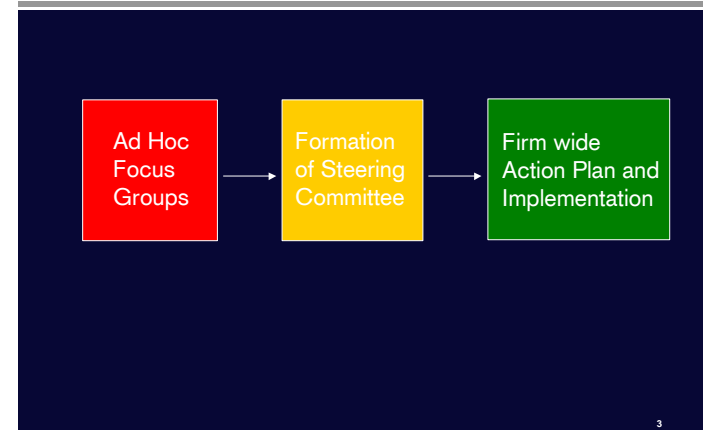 Ad Hoc
Focus
Groups
Formation
of Steering
Committee
Firm wide
Action Plan and
Implementation
3